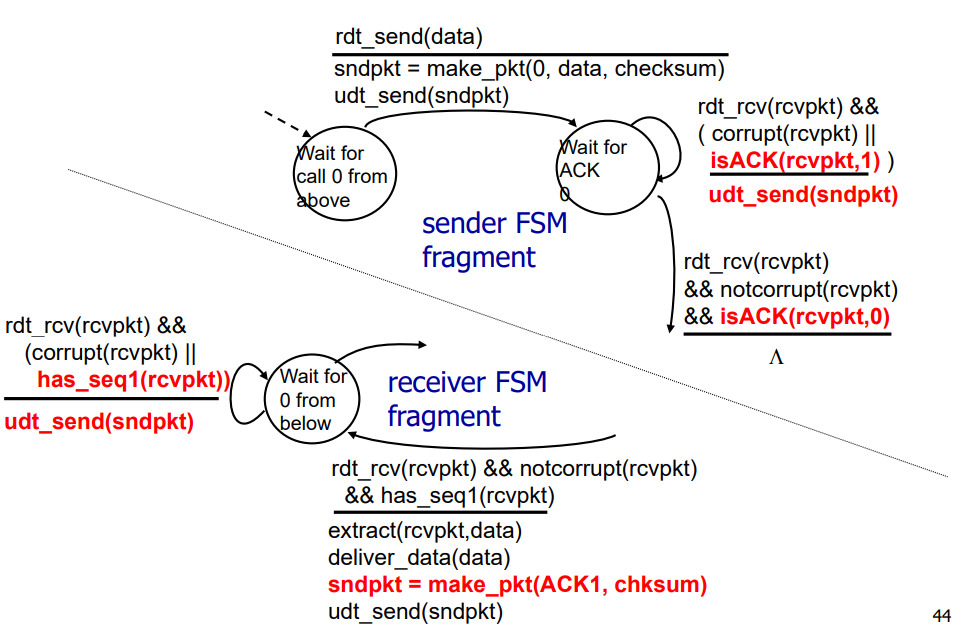 rdt_send(data)
sndpkt = make_pkt(0, data, checksum)
udt_send(sndpkt)
rdt_rcv(rcvpkt) &&
( corrupt(rcvpkt) ||
isACK(rcvpkt,1) )
udt_send(sndpkt)
Wait for
call 0 from
above
Wait for
ACK
0
sender FSM
fragment
rdt_rcv(rcvpkt)
&& notcorrupt(rcvpkt)
&& isACK(rcvpkt,0)
Λ
rdt_rcv(rcvpkt) &&
(corrupt(rcvpkt) ||
has_seq1(rcvpkt))
udt_send(sndpkt)
Wait for
0 from
below
receiver FSM
fragment
rdt_rcv(rcvpkt) && notcorrupt(rcvpkt)
&& has_seq1(rcvpkt)
extract(rcvpkt,data)
deliver_data(data)
sndpkt = make_pkt(ACK1, chksum)
udt_send(sndpkt)
44